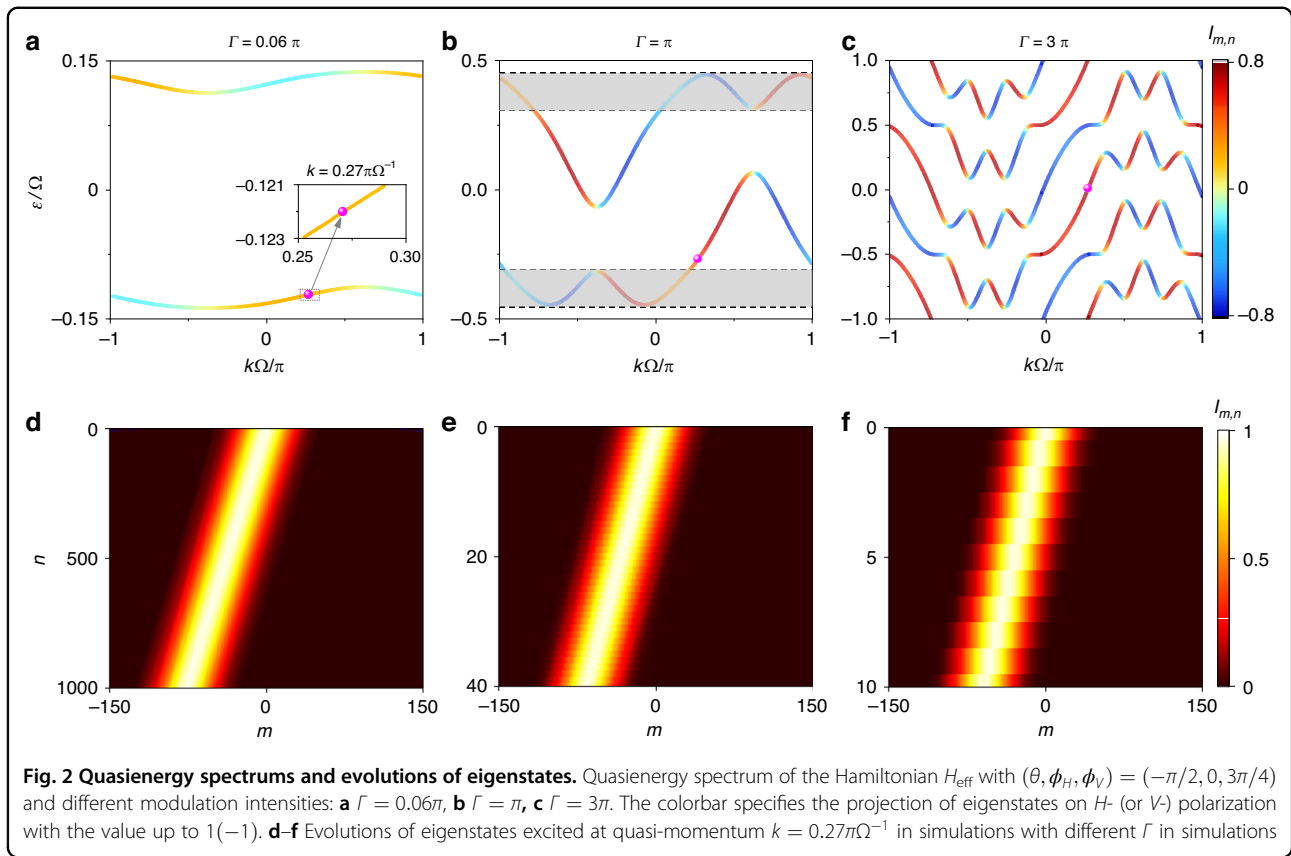 a
Γ = 0.06 π
0.15
0
−0.15
ε/Ω
k = 0.27πΩ⁻¹
−0.121
−0.123
0.25
0.30
−1
0
1
kΩ/π
b
Γ = π
0.5
0.0
−0.5
−1
0
1
kΩ/π
c
Γ = 3 π
1.0
0.5
0.0
−0.5
−1.0
−1
0
1
kΩ/π
I_{m,n}
0.8
0.4
0
−0.4
−0.8
d
0
500
1000
n
−150
0
150
m
e
0
20
40
−150
0
150
m
f
0
5
10
−150
0
150
m
I_{m,n}
1
0.5
0
Fig. 2 Quasienergy spectrums and evolutions of eigenstates. Quasienergy spectrum of the Hamiltonian H_eff with (θ, ϕ_H, ϕ_V) = (−π/2, 0, 3π/4)
and different modulation intensities: a Γ = 0.06π, b Γ = π, c Γ = 3π. The colorbar specifies the projection of eigenstates on H- (or V-) polarization
with the value up to 1(−1). d–f Evolutions of eigenstates excited at quasi-momentum k = 0.27πΩ⁻¹ in simulations with different Γ in simulations